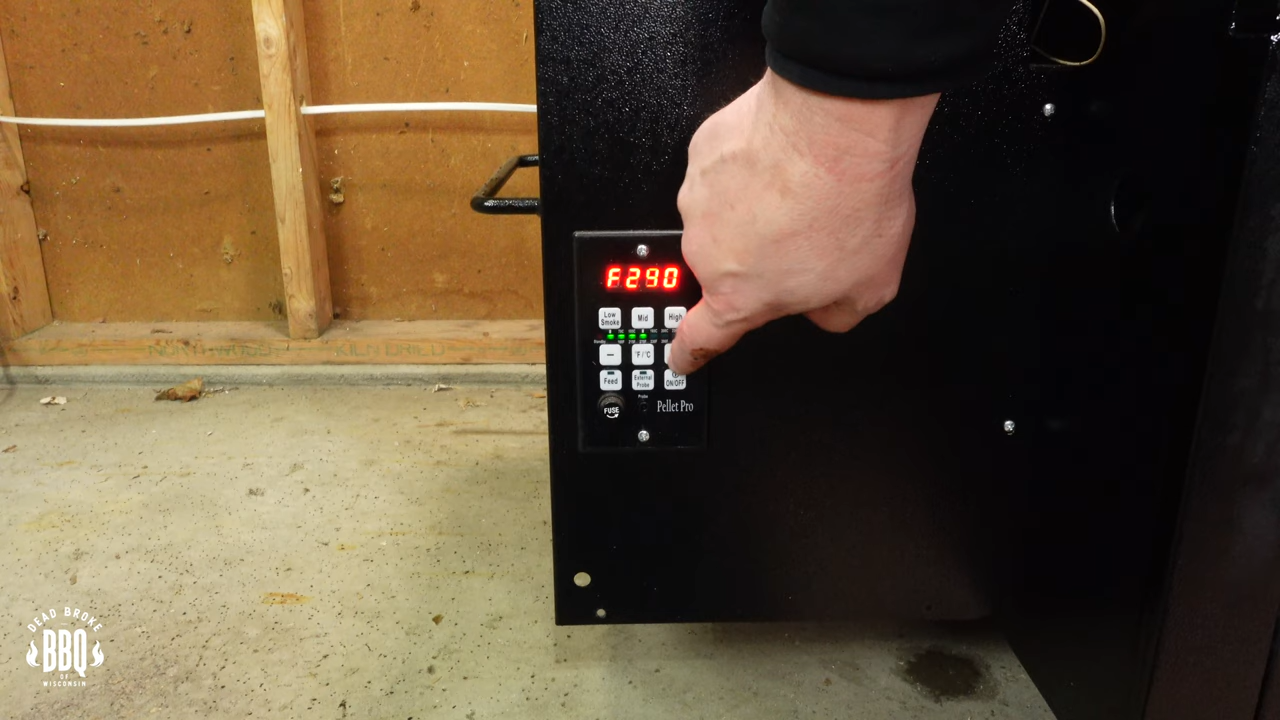 F290
Low
Smoke
Mid
High
−
°F/°C
Feed
External
Probe
ON/OFF
Probe
FUSE
Pellet Pro
DEAD BROKE
BBQ
OF
WISCONSIN